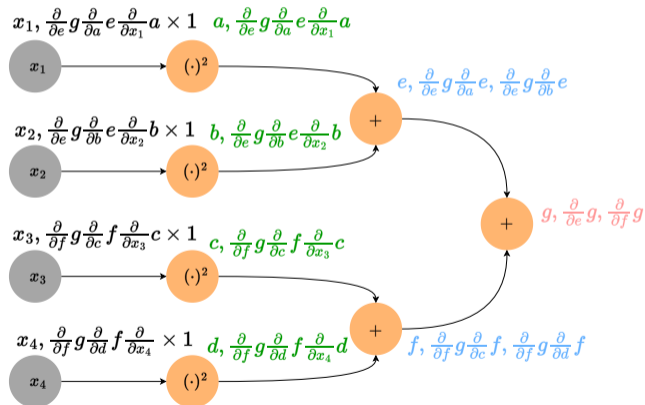 x₁, ∂/∂e g ∂/∂a e ∂/∂x₁ a × 1
a, ∂/∂e g ∂/∂a e ∂/∂x₁ a
x₁
(·)²
e, ∂/∂e g ∂/∂a e, ∂/∂e g ∂/∂b e
+
x₂, ∂/∂e g ∂/∂b e ∂/∂x₂ b × 1
b, ∂/∂e g ∂/∂b e ∂/∂x₂ b
x₂
(·)²
+
g, ∂/∂e g, ∂/∂f g
x₃, ∂/∂f g ∂/∂c f ∂/∂x₃ c × 1
c, ∂/∂f g ∂/∂c f ∂/∂x₃ c
x₃
(·)²
+
f, ∂/∂f g ∂/∂c f, ∂/∂f g ∂/∂d f
x₄, ∂/∂f g ∂/∂d f ∂/∂x₄ × 1
d, ∂/∂f g ∂/∂d f ∂/∂x₄ d
x₄
(·)²